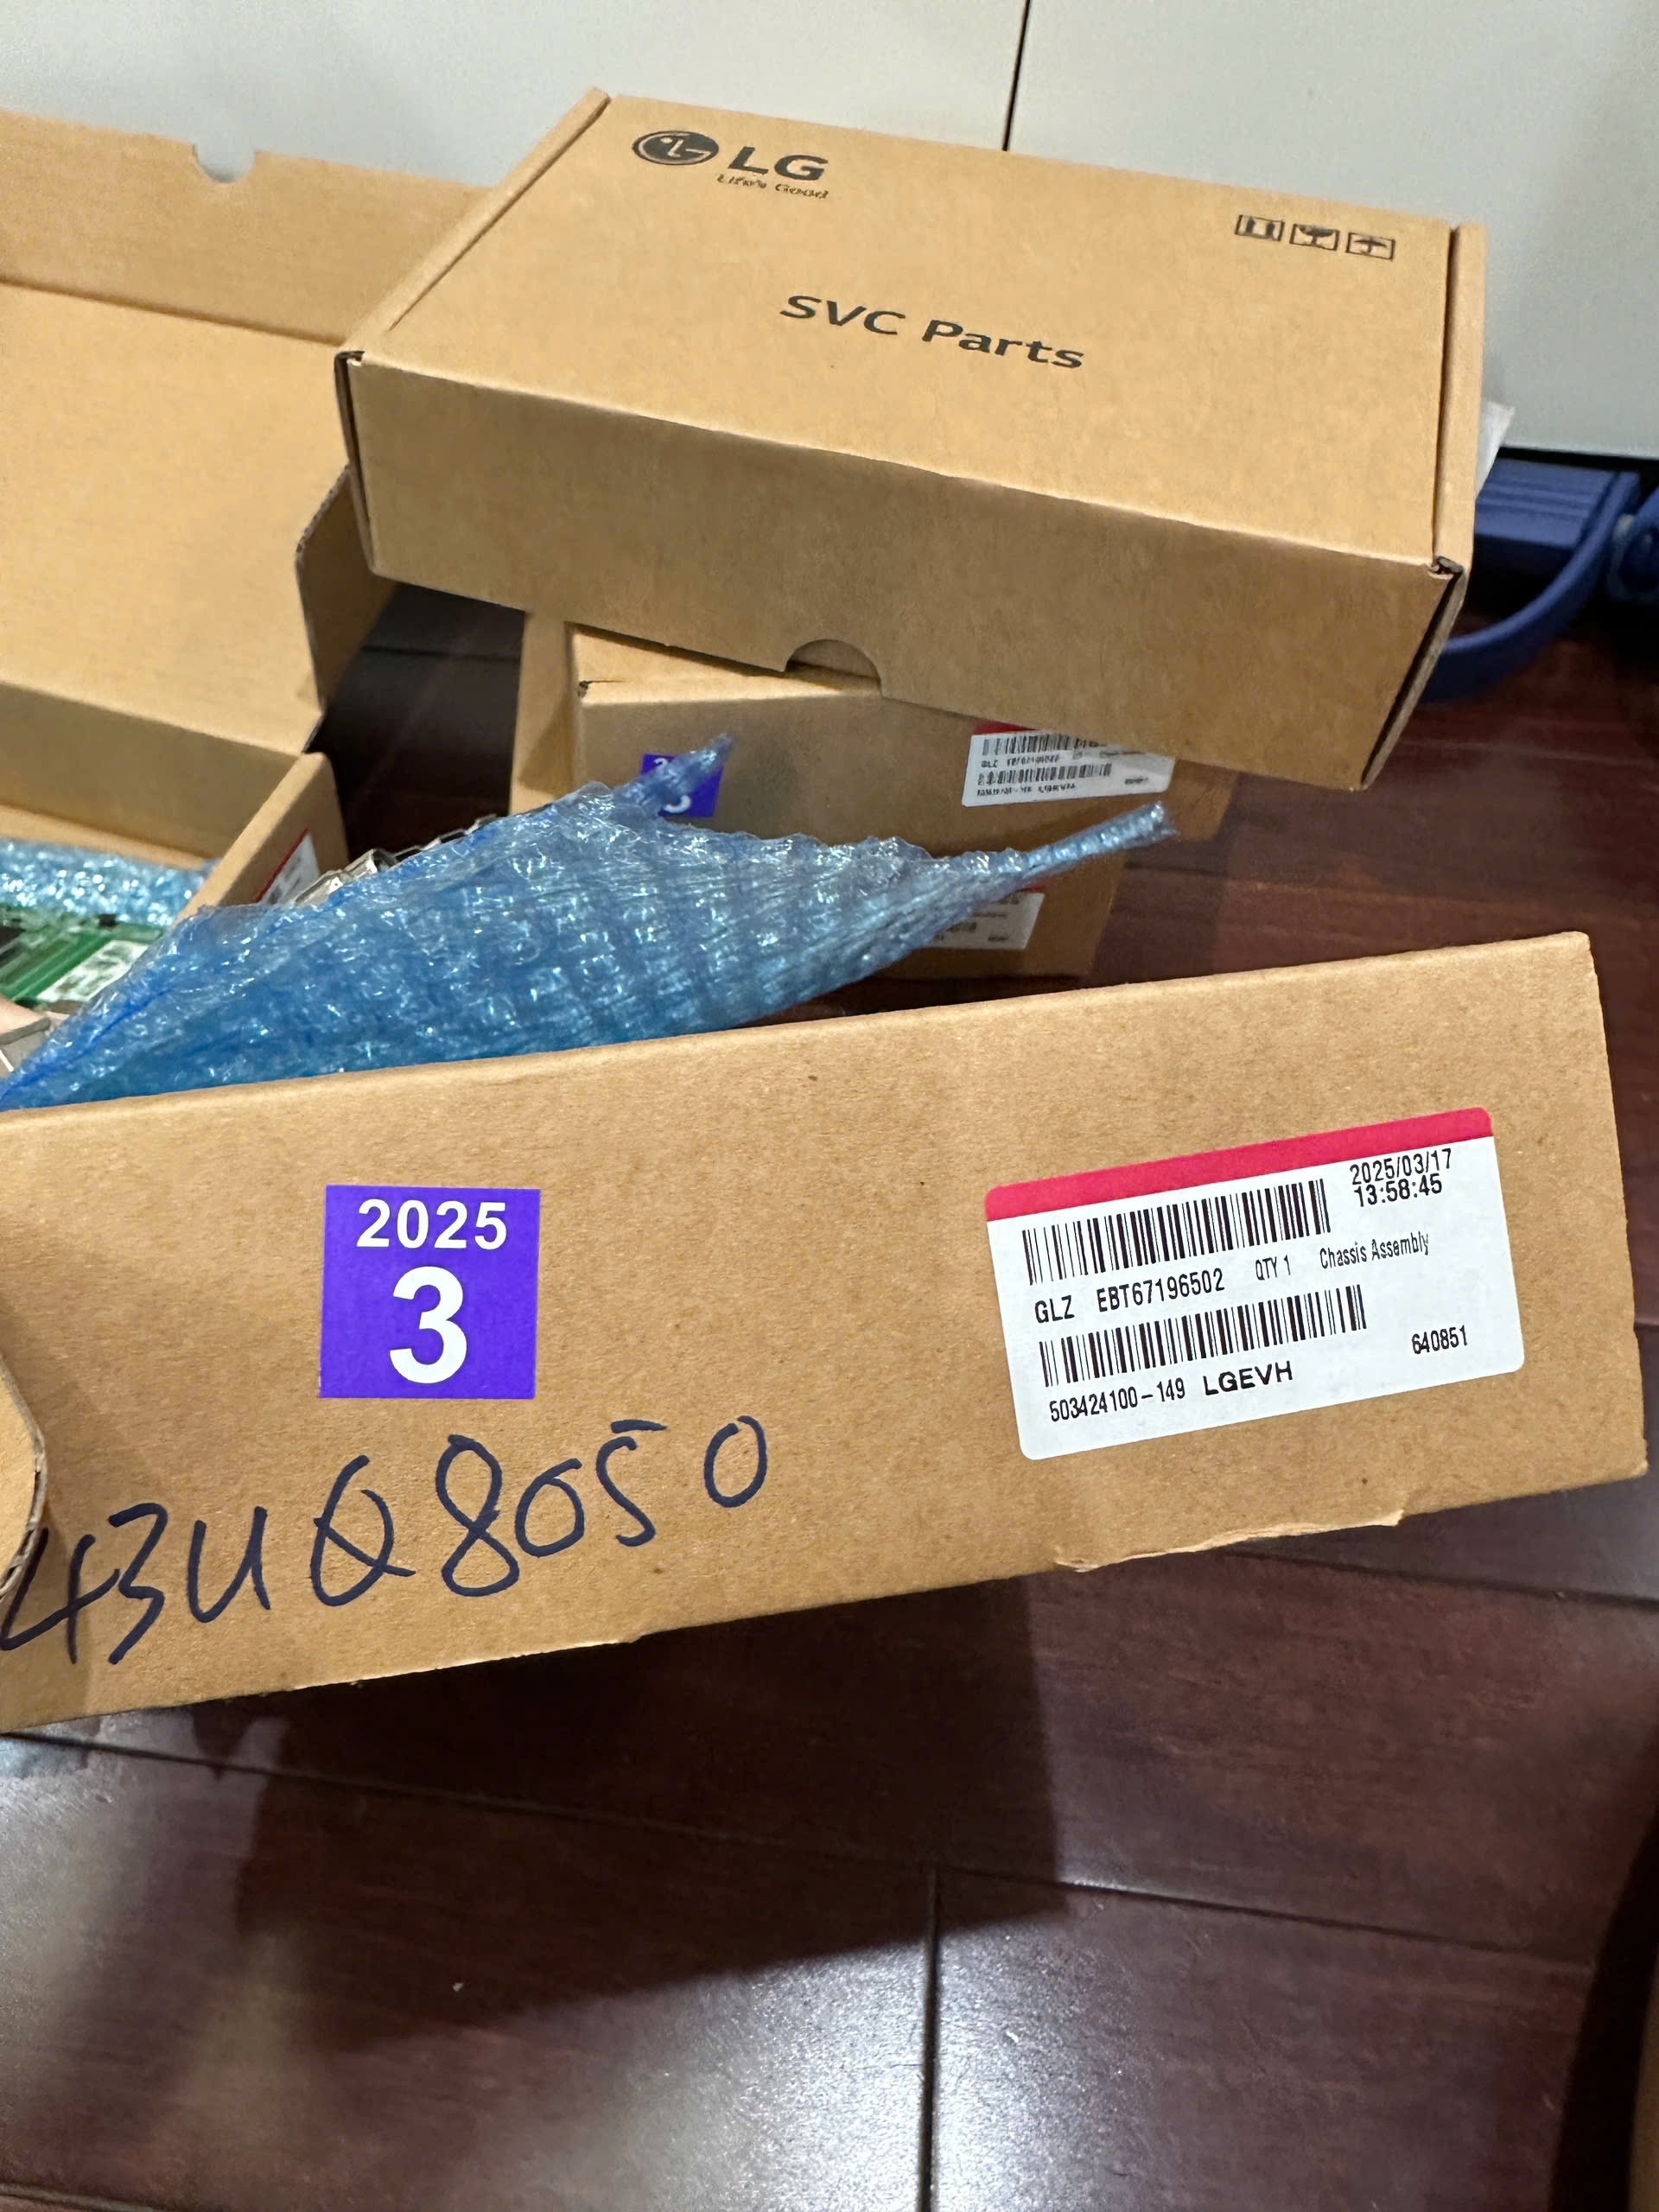 LG
Life's Good
SVC Parts
2025
3
2025/03/17
13:58:45
GLZ EBT67196502 QTY 1 Chassis Assembly
503424100-149 LGEVH 640851
43UQ8050